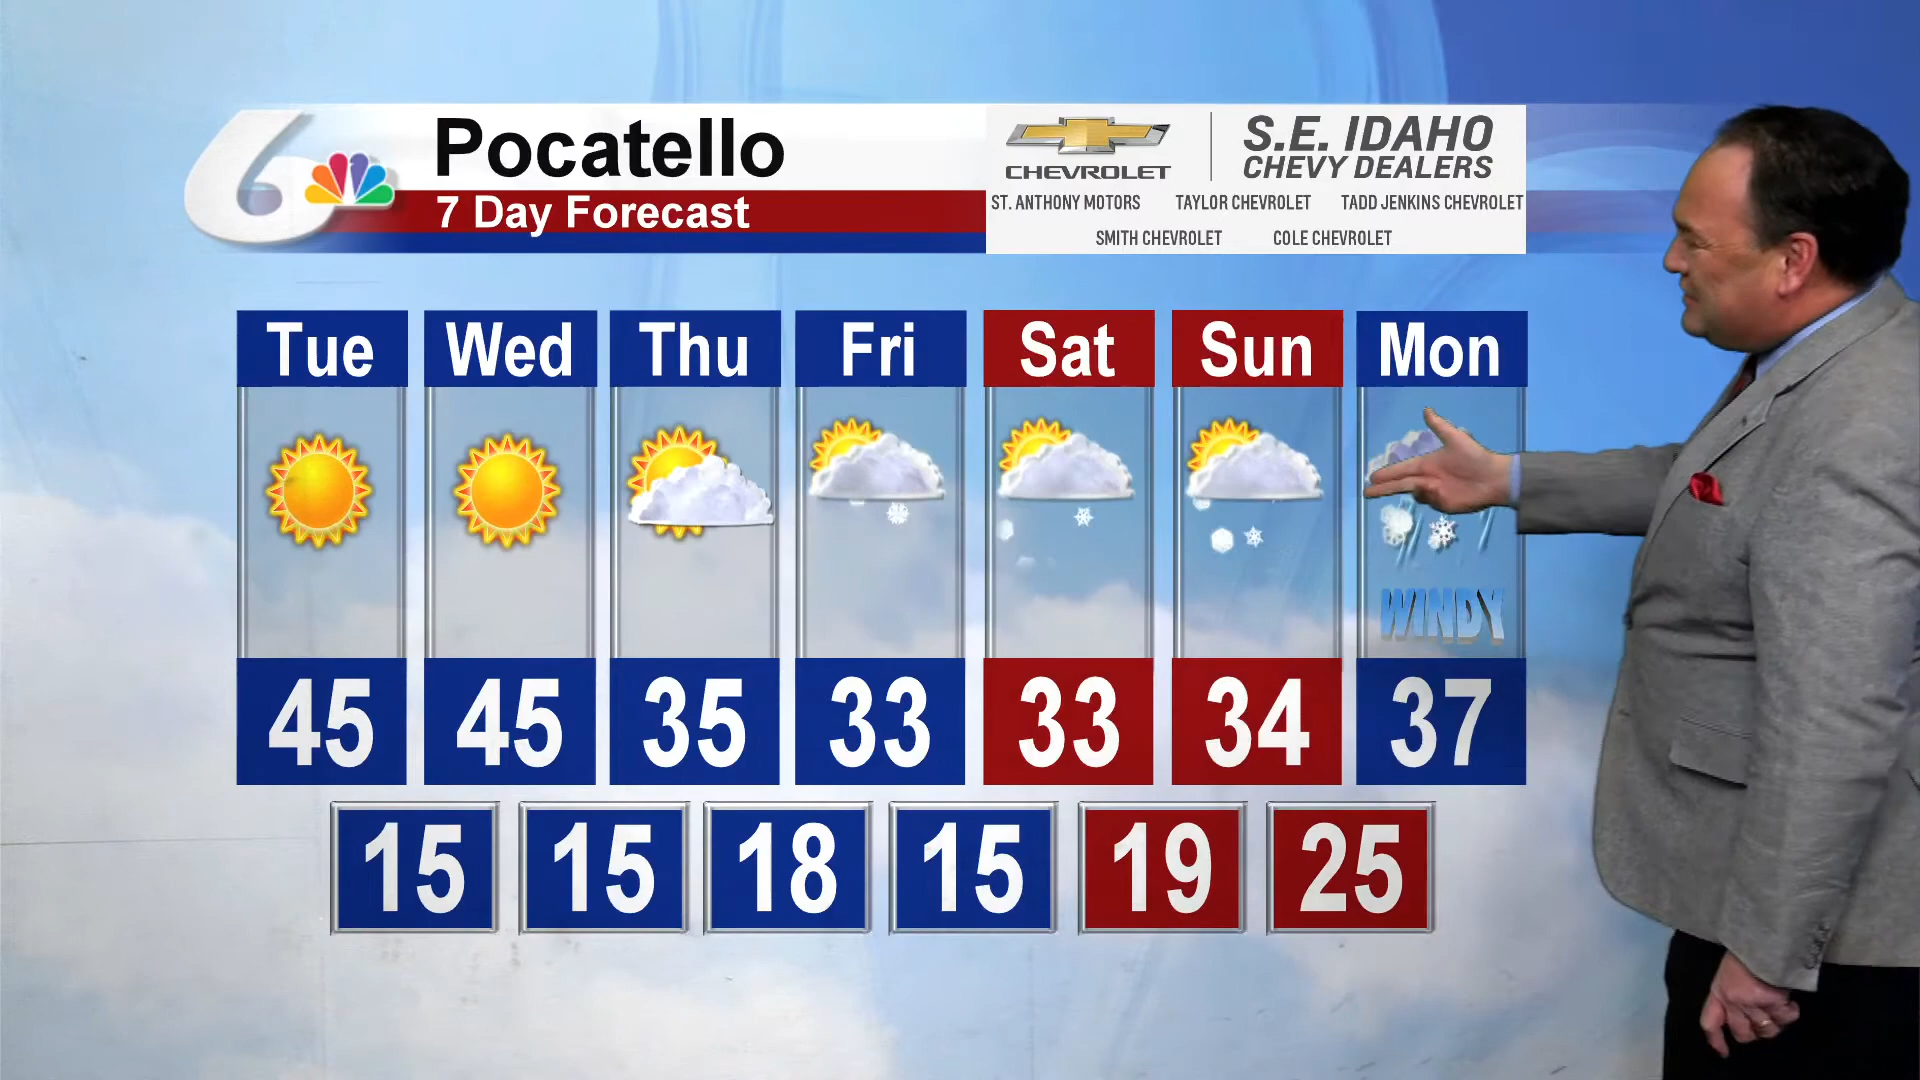 6
Pocatello
7 Day Forecast
CHEVROLET
S.E. IDAHO
CHEVY DEALERS
ST. ANTHONY MOTORS TAYLOR CHEVROLET TADD JENKINS CHEVROLET
SMITH CHEVROLET COLE CHEVROLET
Tue Wed Thu Fri Sat Sun Mon
WINDY
45 45 35 33 33 34 37
15 15 18 15 19 25